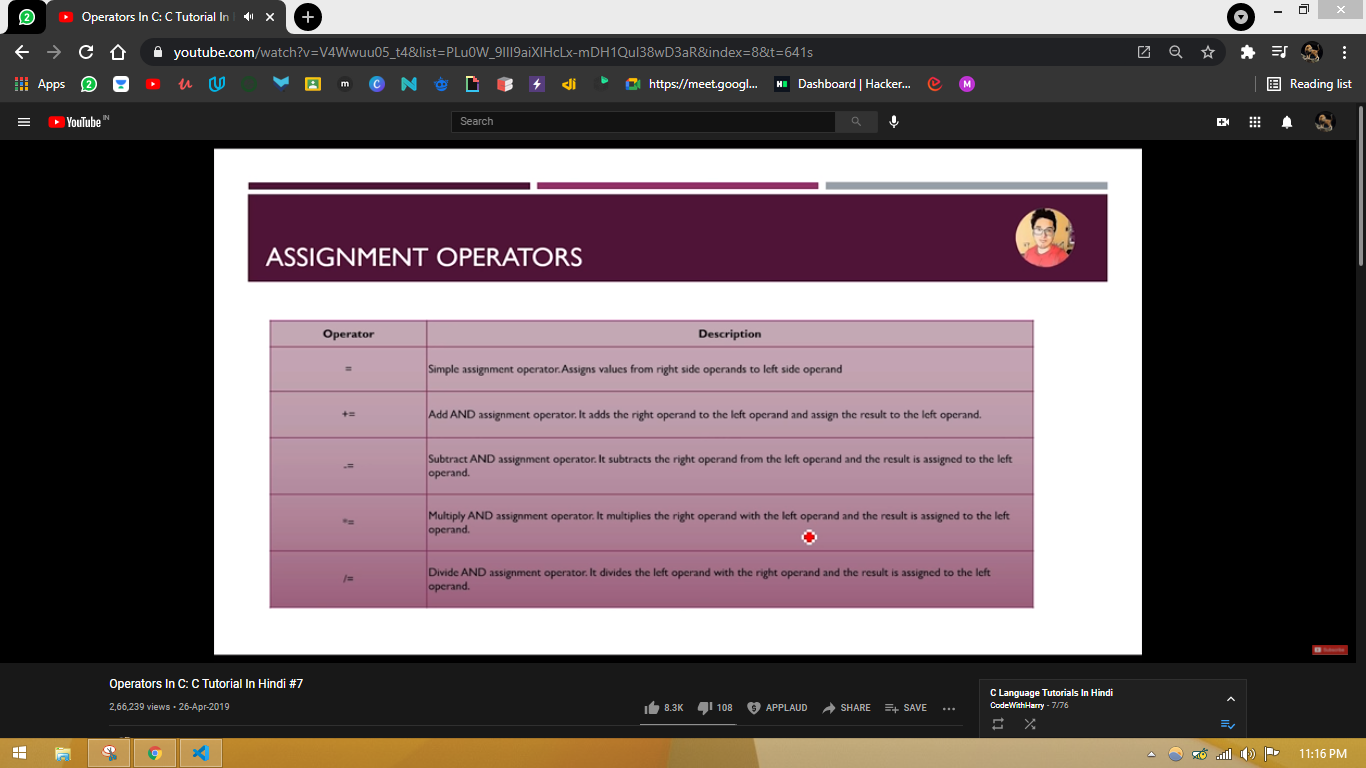 Operators In C: C Tutorial In
youtube.com/watch?v=V4Wwuu05_t4&list=PLu0W_9lII9aiXlHcLx-mDH1Qul38wD3aR&index=8&t=641s
Apps
https://meet.googl...
Dashboard | Hacker...
Reading list
YouTube IN
Search
ASSIGNMENT OPERATORS
Operator Description
= Simple assignment operator. Assigns values from right side operands to left side operand
+= Add AND assignment operator. It adds the right operand to the left operand and assign the result to the left operand.
-= Subtract AND assignment operator. It subtracts the right operand from the left operand and the result is assigned to the left
operand.
*= Multiply AND assignment operator. It multiplies the right operand with the left operand and the result is assigned to the left
operand.
/= Divide AND assignment operator. It divides the left operand with the right operand and the result is assigned to the left
operand.
Subscribe
Operators In C: C Tutorial In Hindi #7
2,66,239 views • 26-Apr-2019
8.3K 108 APPLAUD SHARE SAVE
C Language Tutorials In Hindi
CodeWithHarry - 7/76
11:16 PM